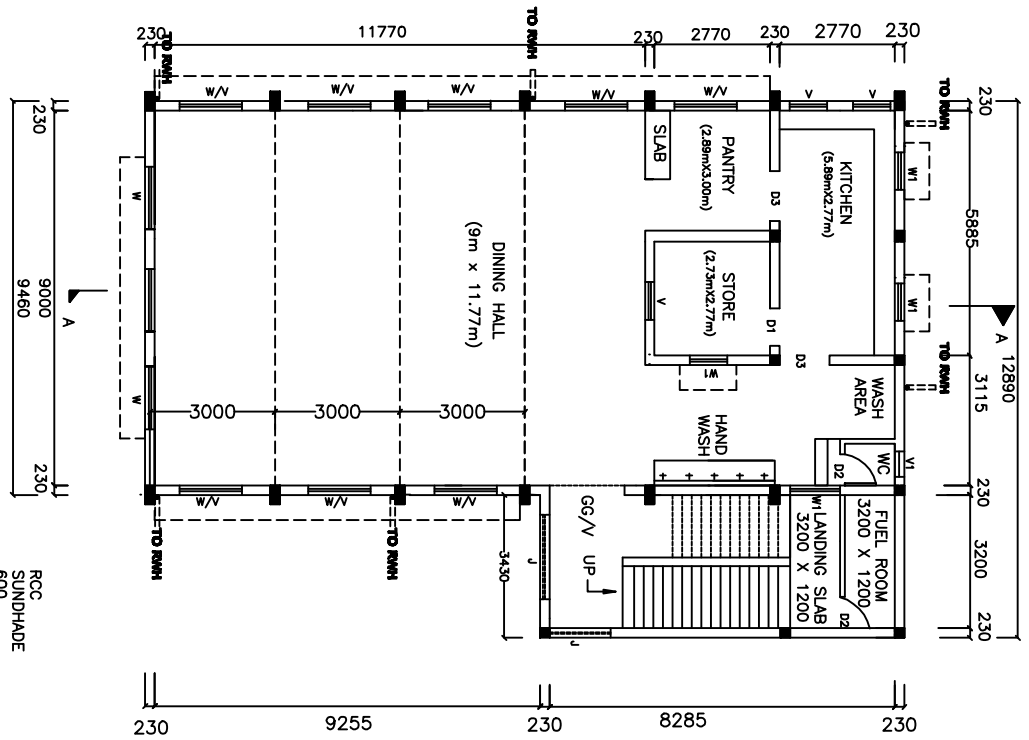 230
11770
230
2770
230
2770
230
TO RWH
TO RWH
TO RWH
W/V
W/V
W/V
W/V
W/V
V
V
230
230
SLAB
PANTRY
(2.89mX3.00m)
D3
KITCHEN
(5.89mX2.77m)
W1
5885
W
DINING HALL
(9m x 11.77m)
STORE
(2.73mX2.77m)
V
D1
W1
9000
9460
A
A
12890
D3
W1
TO RWH
3115
W
3000
3000
3000
HAND
WASH
WASH
AREA
WC
D2
V1
230
230
W/V
W/V
W/V
TO RWH
TO RWH
3430
GG/V
UP
J
J
W1
LANDING SLAB
3200 X 1200
FUEL ROOM
3200 X 1200
D2
3200
230
RCC
SUNDHADE
600
230
9255
230
8285
230